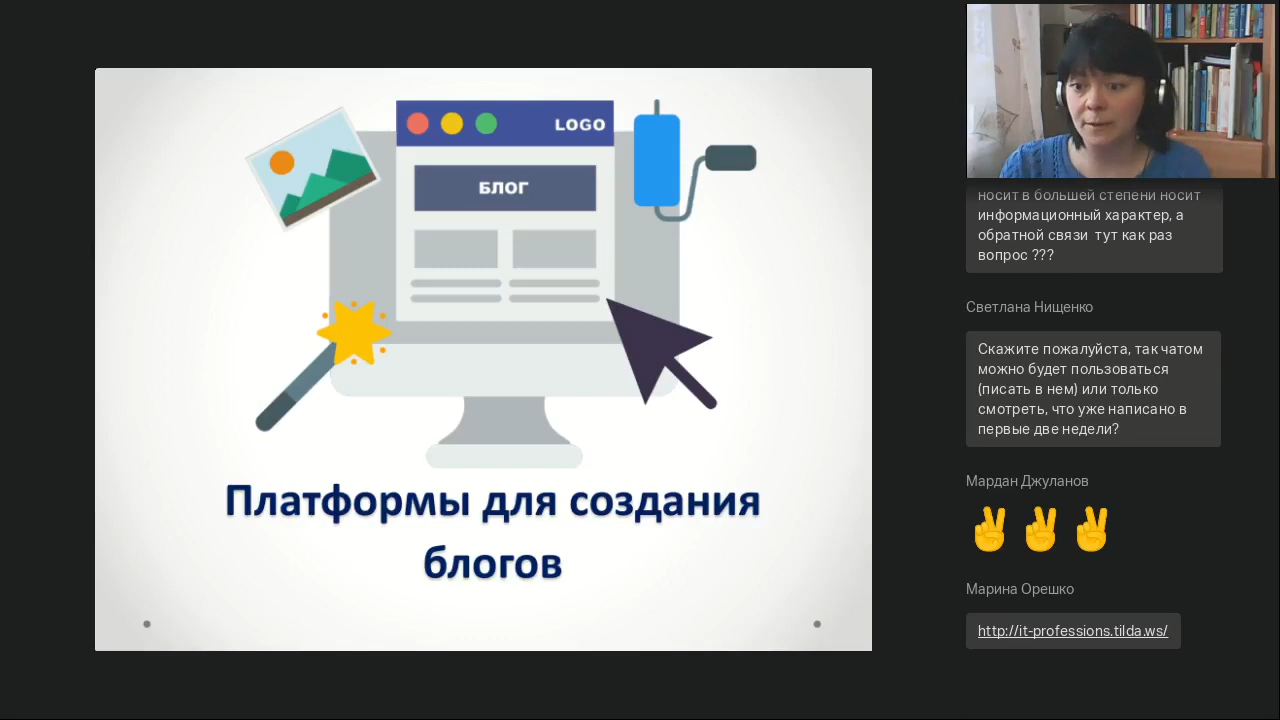 LOGO
БЛОГ
Платформы для создания
блогов
носит в большей степени носит
информационный характер, а
обратной связи  тут как раз
вопрос ???
Светлана Нищенко
Скажите пожалуйста, так чатом
можно будет пользоваться
(писать в нем) или только
смотреть, что уже написано в
первые две недели?
Мардан Джуланов
✌✌✌
Марина Орешко
http://it-professions.tilda.ws/